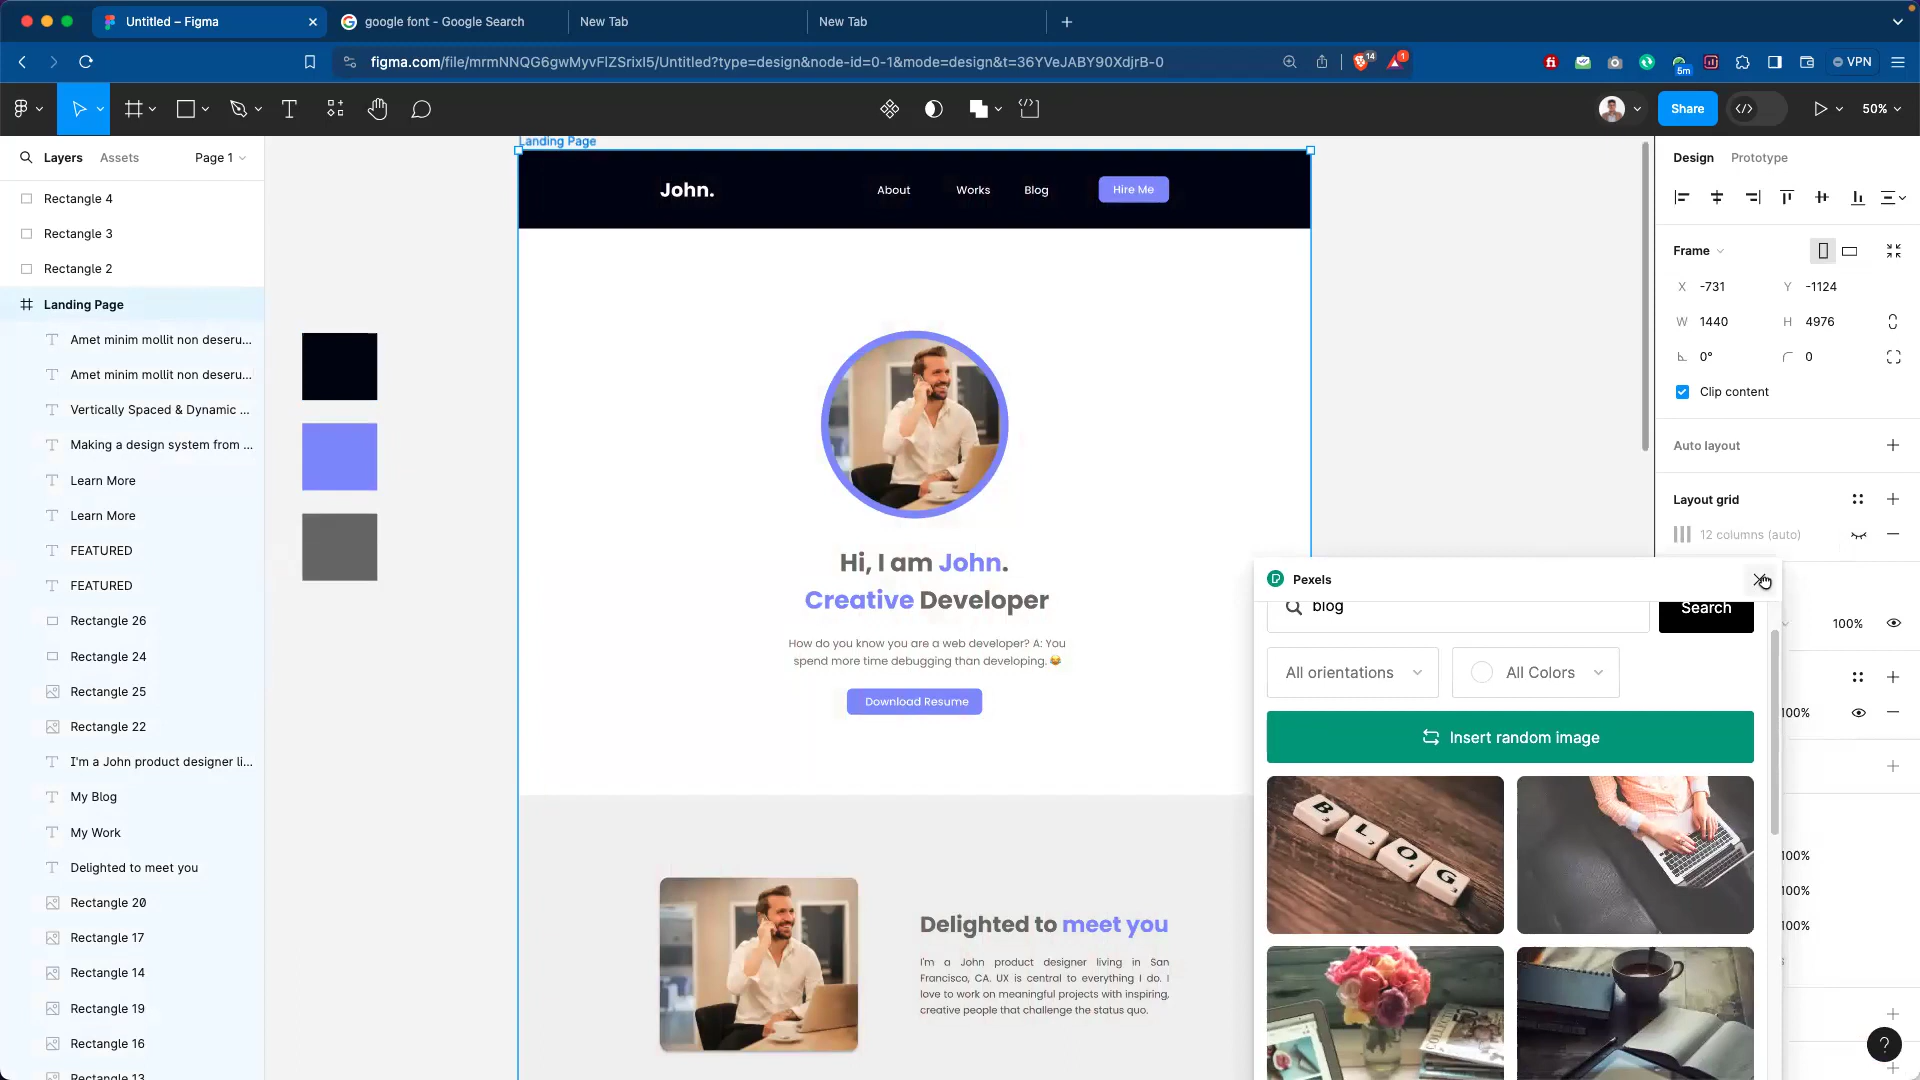 Untitled – Figma
google font - Google Search
New Tab
New Tab
figma.com/file/mrmNNQG6gwMyvFlZSrixl5/Untitled?type=design&node-id=0-1&mode=design&t=36YVeJABY90XdjrB-0
14
1
5m
VPN
Share
50%
Layers
Assets
Page 1
Rectangle 4
Rectangle 3
Rectangle 2
Landing Page
Amet minim mollit non deseru...
Amet minim mollit non deseru...
Vertically Spaced & Dynamic ...
Making a design system from ...
Learn More
Learn More
FEATURED
FEATURED
Rectangle 26
Rectangle 24
Rectangle 25
Rectangle 22
I'm a John product designer li...
My Blog
My Work
Delighted to meet you
Rectangle 20
Rectangle 17
Rectangle 14
Rectangle 19
Rectangle 16
Rectangle 13
Landing Page
John.
About
Works
Blog
Hire Me
Hi, I am John.
Creative Developer
How do you know you are a web developer? A: You
spend more time debugging than developing. 😂
Download Resume
Delighted to meet you
I'm a John product designer living in San
Francisco, CA. UX is central to everything I do. I
love to work on meaningful projects with inspiring,
creative people that challenge the status quo.
Design
Prototype
Frame
X -731
Y -1124
W 1440
H 4976
0°
0
Clip content
Auto layout
Layout grid
12 columns (auto)
100%
100%
100%
100%
100%
Pexels
blog
Search
All orientations
All Colors
Insert random image
B L O G
?